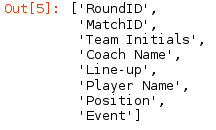 Out[5]: ['RoundID',
'MatchID',
'Team Initials',
'Coach Name',
'Line-up',
'Player Name',
'Position',
'Event']